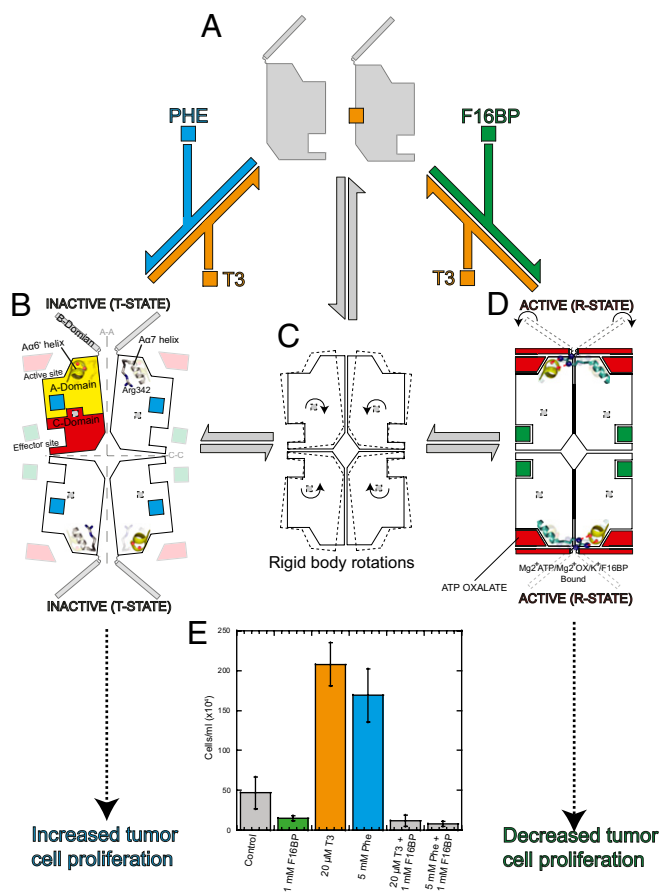 A
PHE
F16BP
T3
T3
B
INACTIVE (T-STATE)
B-Domian
A-A
Aα6' helix
Aα7 helix
Active site
A-Domain
Arg342
C-Domain
Effector site
C-C
INACTIVE (T-STATE)
C
Rigid body rotations
D
ACTIVE (R-STATE)
ATP OXALATE
Mg2⁺ATP/Mg2⁺OX/K⁺/F16BP
Bound
ACTIVE (R-STATE)
E
Cells/ml (x10⁴)
250
200
150
100
50
0
Control
1 mM F16BP
20 µM T3
5 mM Phe
20 µM T3 +
1 mM F16BP
5 mM Phe +
1 mM F16BP
Increased tumor
cell proliferation
Decreased tumor
cell proliferation